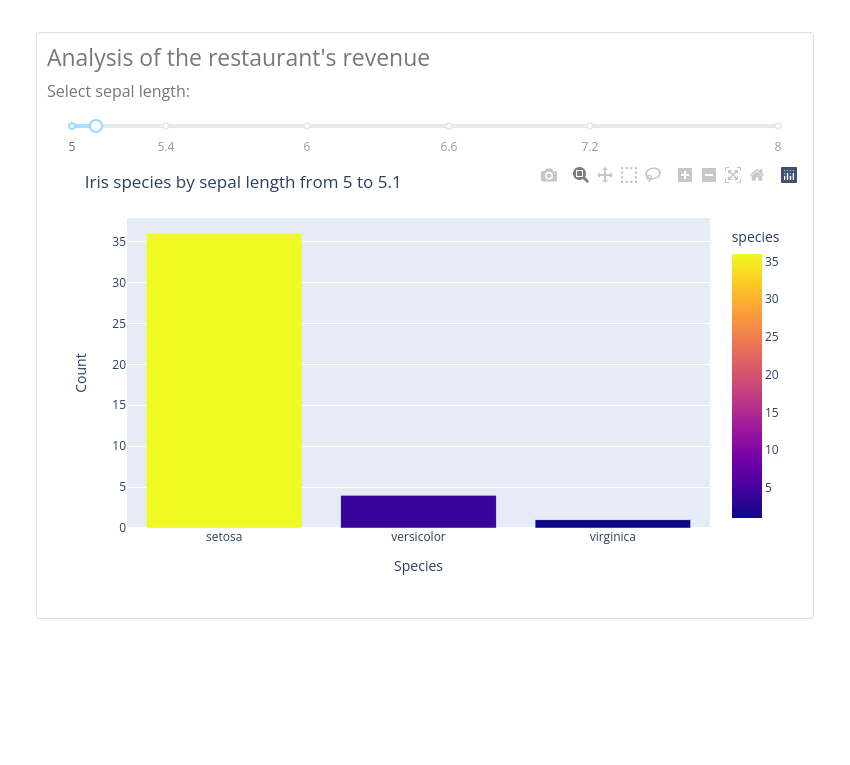 Analysis of the restaurant's revenue
Select sepal length:
5 5.4 6 6.6 7.2 8
Iris species by sepal length from 5 to 5.1
species
35
30
25
20
15
10
5
0
Count
setosa versicolor virginica
Species
35
30
25
20
15
10
5